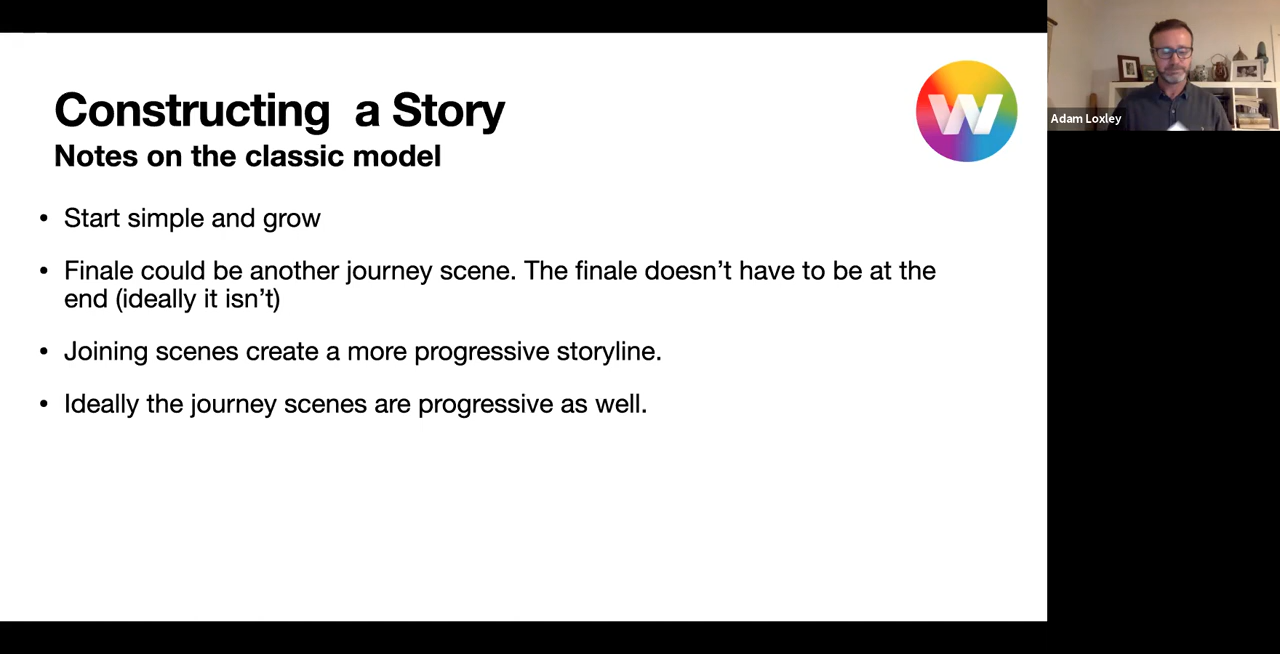 Constructing  a Story
Notes on the classic model
• Start simple and grow
• Finale could be another journey scene. The finale doesn’t have to be at the
end (ideally it isn’t)
• Joining scenes create a more progressive storyline.
• Ideally the journey scenes are progressive as well.
W
Adam Loxley